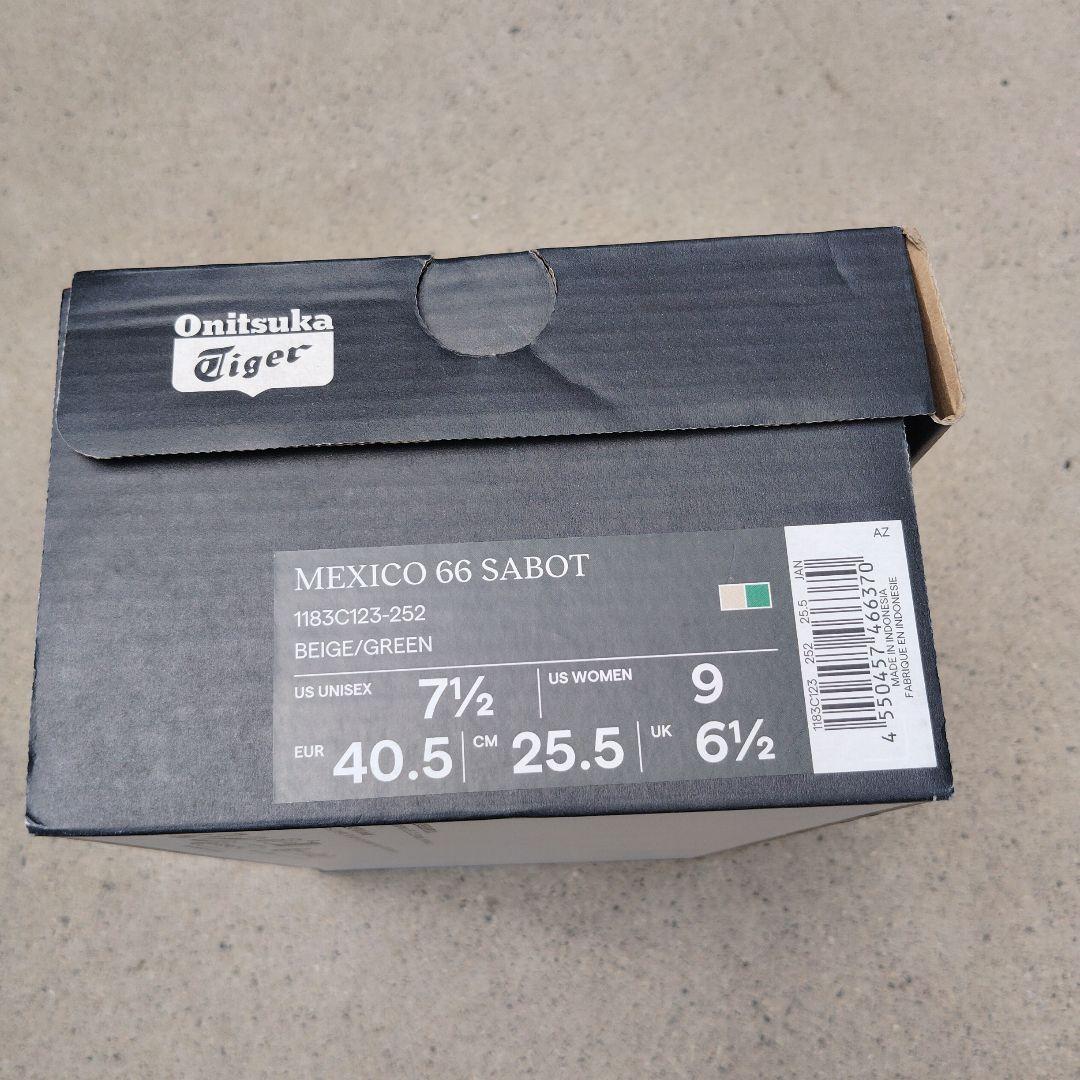 Onitsuka
Tiger
MEXICO 66 SABOT
1183C123-252
BEIGE/GREEN
US UNISEX 7½ US WOMEN 9
EUR 40.5 CM 25.5 UK 6½
AZ
1183C123 252 25.5 JAN
4 550457 466370
MADE IN INDONESIA
FABRIQUE EN INDONESIE